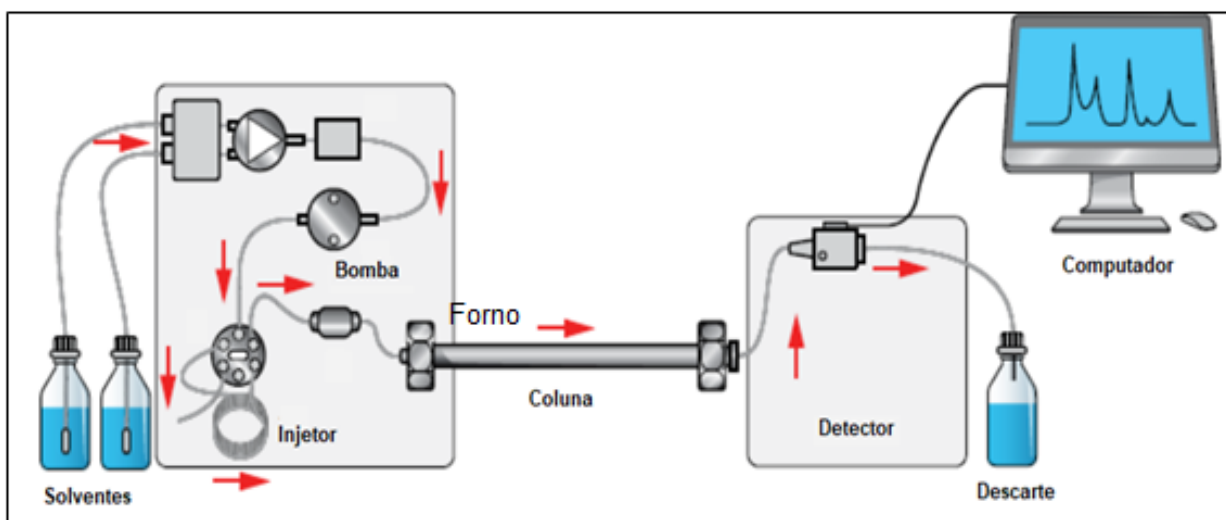 Bomba
Forno
Computador
Coluna
Injetor
Detector
Solventes
Descarte